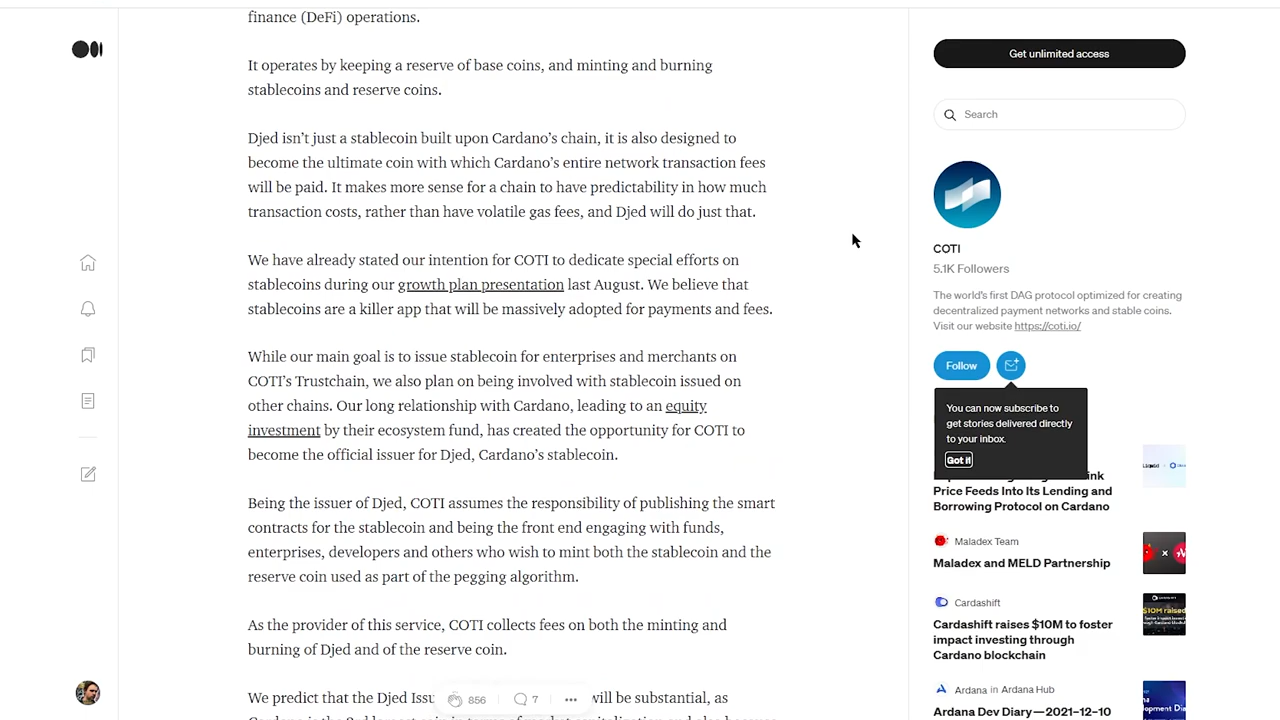 finance (DeFi) operations.
It operates by keeping a reserve of base coins, and minting and burning
stablecoins and reserve coins.
Djed isn’t just a stablecoin built upon Cardano’s chain, it is also designed to
become the ultimate coin with which Cardano’s entire network transaction fees
will be paid. It makes more sense for a chain to have predictability in how much
transaction costs, rather than have volatile gas fees, and Djed will do just that.
We have already stated our intention for COTI to dedicate special efforts on
stablecoins during our growth plan presentation last August. We believe that
stablecoins are a killer app that will be massively adopted for payments and fees.
While our main goal is to issue stablecoin for enterprises and merchants on
COTI’s Trustchain, we also plan on being involved with stablecoin issued on
other chains. Our long relationship with Cardano, leading to an equity
investment by their ecosystem fund, has created the opportunity for COTI to
become the official issuer for Djed, Cardano’s stablecoin.
Being the issuer of Djed, COTI assumes the responsibility of publishing the smart
contracts for the stablecoin and being the front end engaging with funds,
enterprises, developers and others who wish to mint both the stablecoin and the
reserve coin used as part of the pegging algorithm.
As the provider of this service, COTI collects fees on both the minting and
burning of Djed and of the reserve coin.
We predict that the Djed Issu will be substantial, as
856 7
Get unlimited access
Search
COTI
5.1K Followers
The world’s first DAG protocol optimized for creating
decentralized payment networks and stable coins.
Visit our website https://coti.io/
Follow
You can now subscribe to
get stories delivered directly
to your inbox.
Got it
Price Feeds Into Its Lending and
Borrowing Protocol on Cardano
Maladex Team
Maladex and MELD Partnership
Cardashift
Cardashift raises $10M to foster
impact investing through
Cardano blockchain
Ardana in Ardana Hub
Ardana Dev Diary—2021–12–10